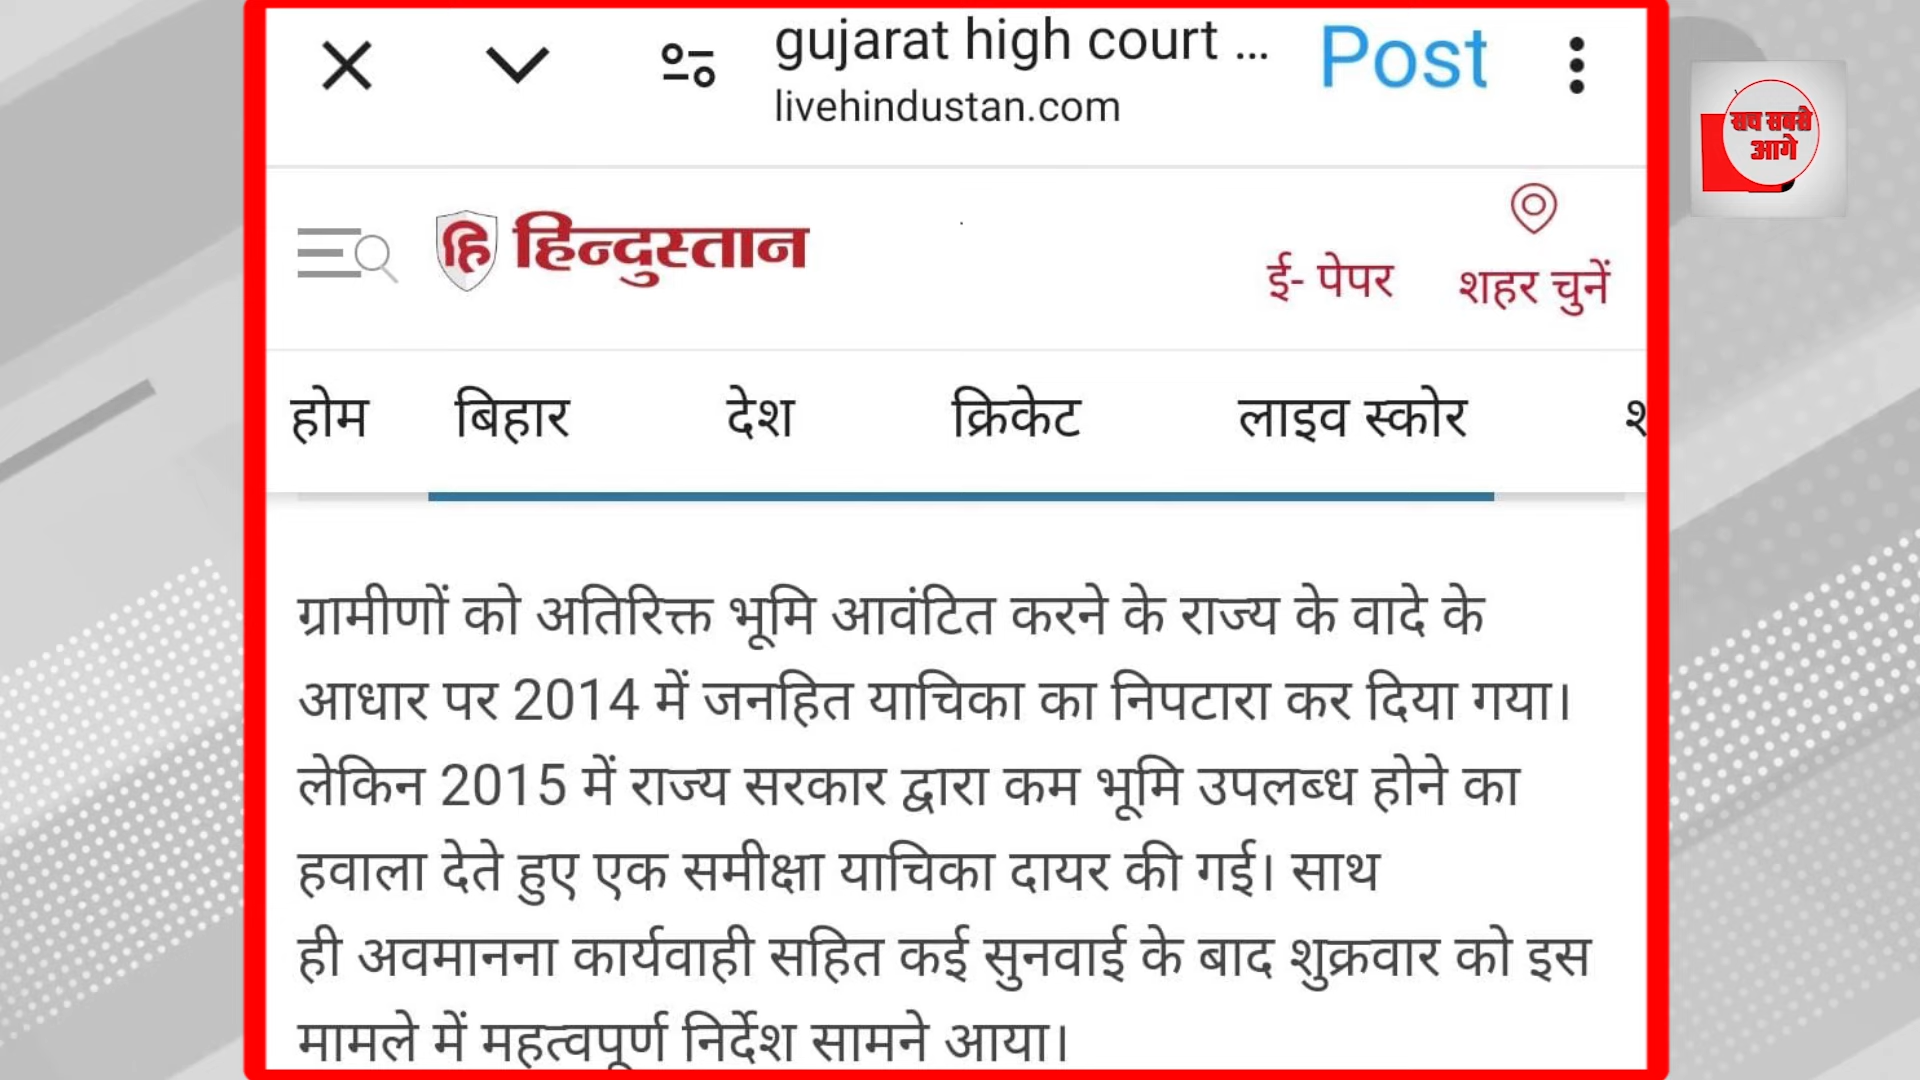 gujarat high court ...
livehindustan.com
Post
सच सबसे
आगे
हि हिन्दुस्तान
ई- पेपर
शहर चुनें
होम बिहार देश क्रिकेट लाइव स्कोर
ग्रामीणों को अतिरिक्त भूमि आवंटित करने के राज्य के वादे के
आधार पर 2014 में जनहित याचिका का निपटारा कर दिया गया।
लेकिन 2015 में राज्य सरकार द्वारा कम भूमि उपलब्ध होने का
हवाला देते हुए एक समीक्षा याचिका दायर की गई। साथ
ही अवमानना कार्यवाही सहित कई सुनवाई के बाद शुक्रवार को इस
मामले में महत्वपूर्ण निर्देश सामने आया।